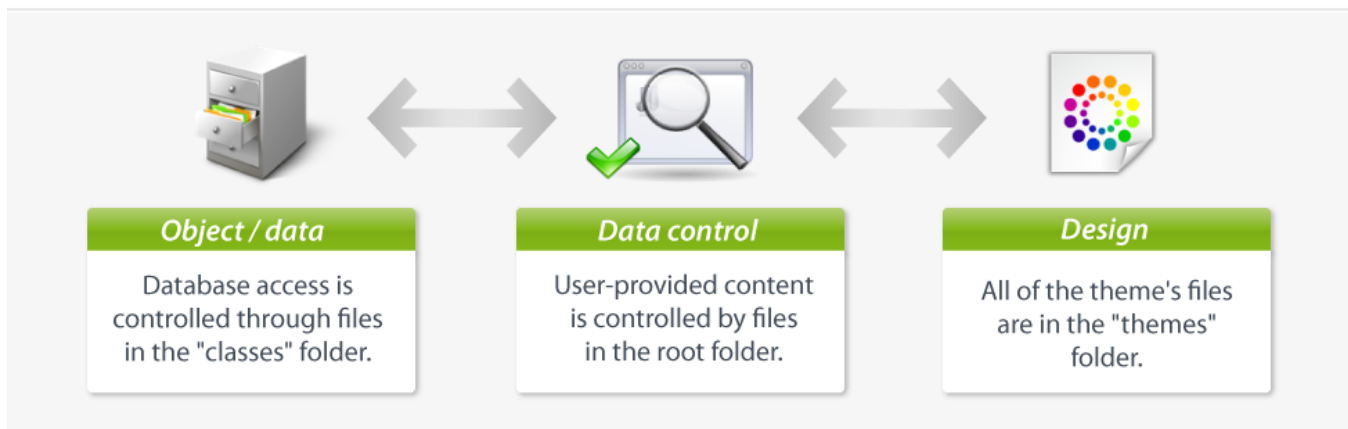 Object / data
Database access is
controlled through files
in the "classes" folder.
Data control
User-provided content
is controlled by files
in the root folder.
Design
All of the theme's files
are in the "themes"
folder.